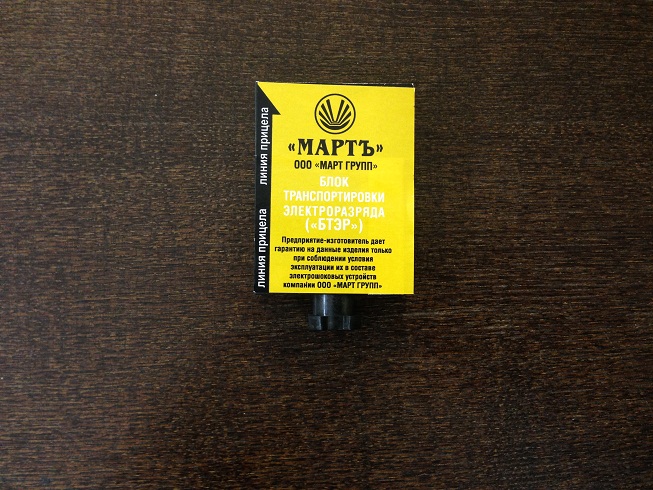 «МАРТЪ»
ООО «МАРТ ГРУПП»
БЛОК
ТРАНСПОРТИРОВКИ
ЭЛЕКТРОРАЗРЯДА
(«БТЭР»)
Предприятие-изготовитель дает
гарантию на данные изделия только
при соблюдении условия
эксплуатации их в составе
электрошоковых устройств
компании ООО «МАРТ ГРУПП»
линия прицела
линия прицела